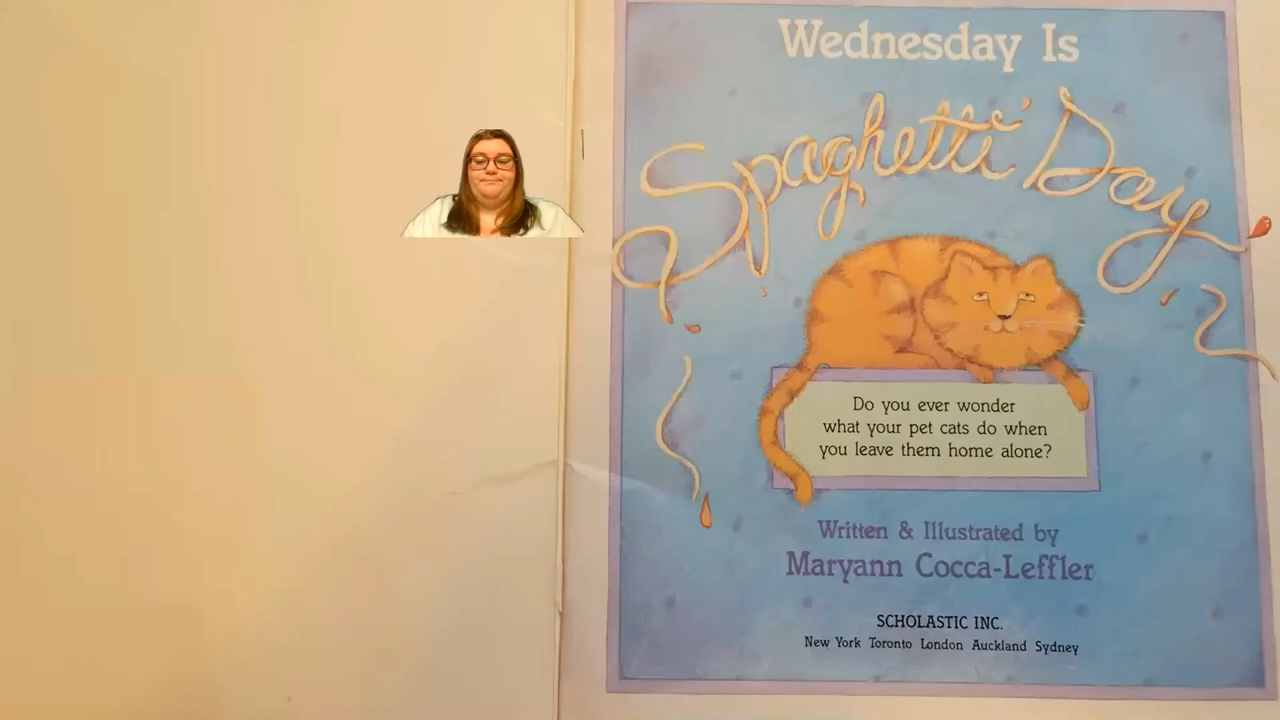 Wednesday Is
Spaghetti Day
Do you ever wonder
what your pet cats do when
you leave them home alone?
Written & Illustrated by
Maryann Cocca-Leffler
SCHOLASTIC INC.
New York Toronto London Auckland Sydney